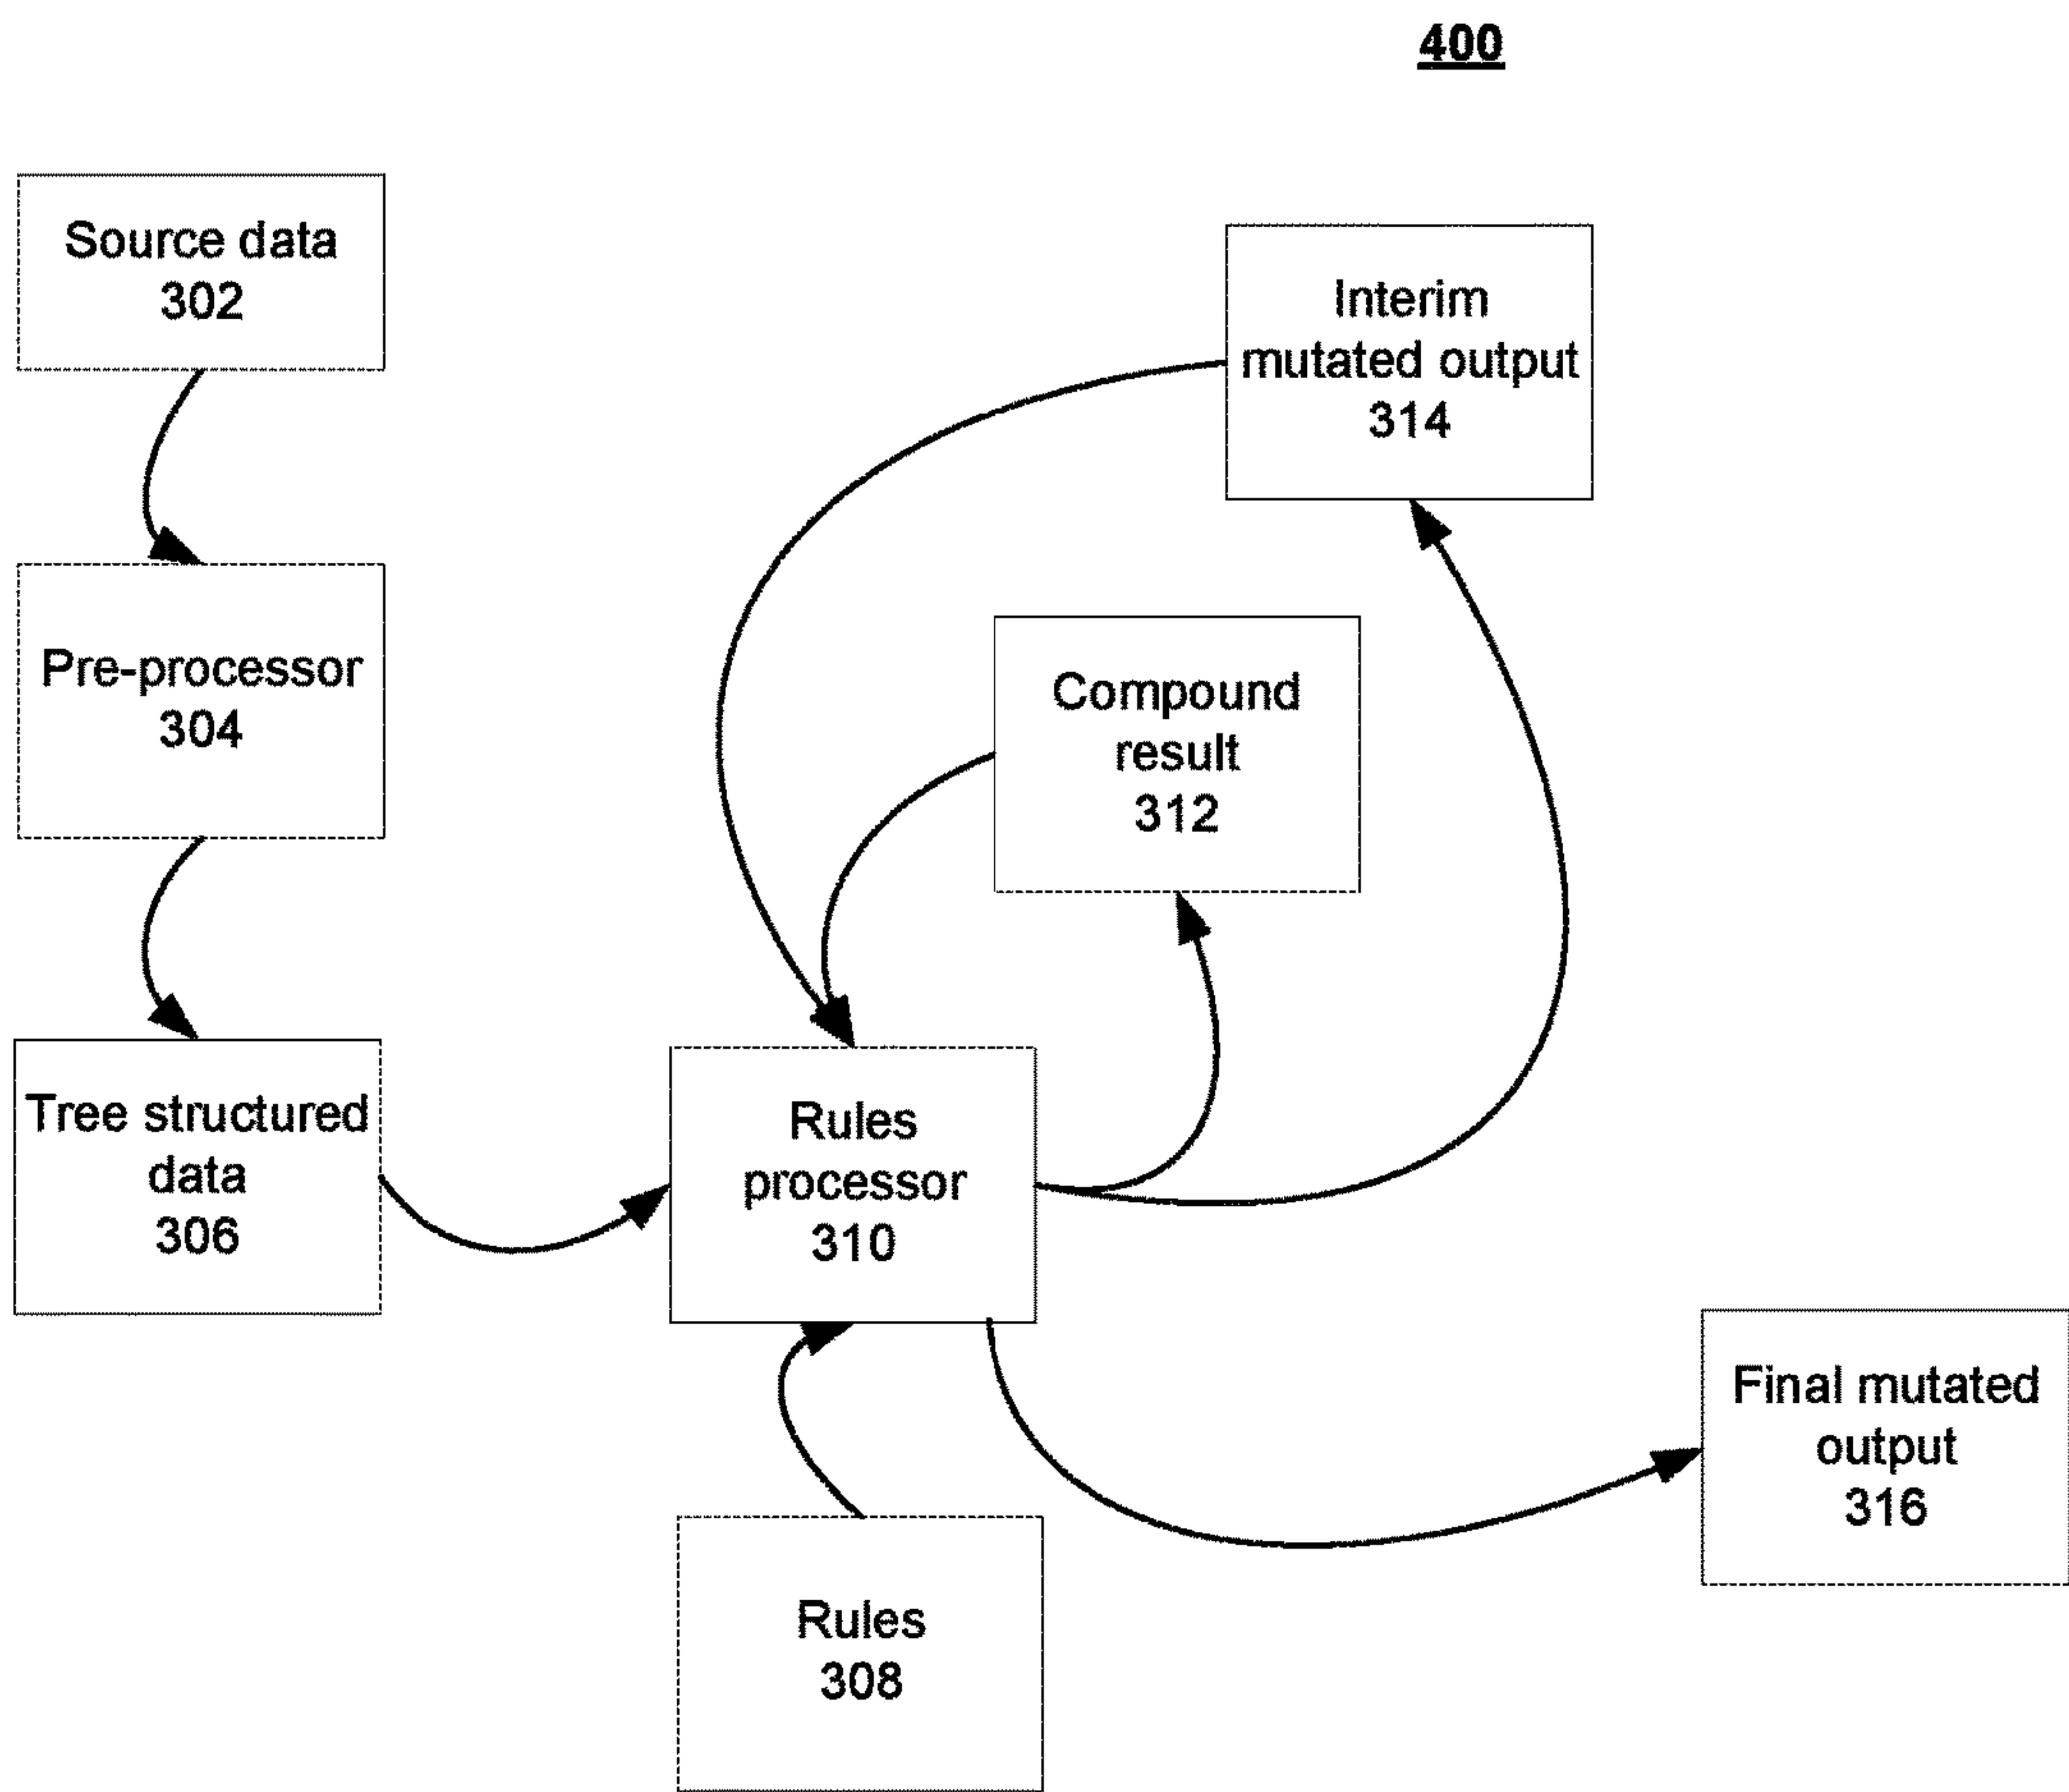 400
Source data
302
Interim
mutated output
314
Pre-processor
304
Compound
result
312
Tree structured
data
306
Rules
processor
310
Final mutated
output
316
Rules
308